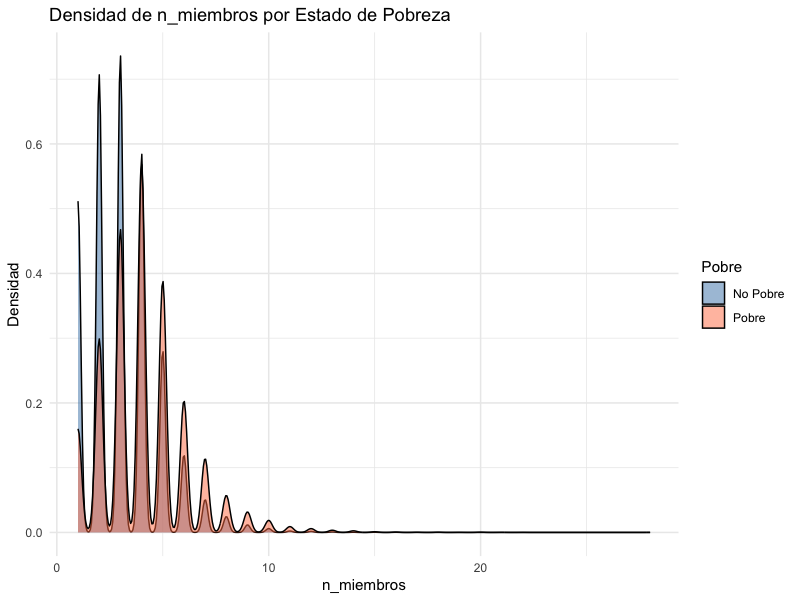 Densidad de n_miembros por Estado de Pobreza
Densidad
0.6
0.4
0.2
0.0
0
10
20
n_miembros
Pobre
No Pobre
Pobre